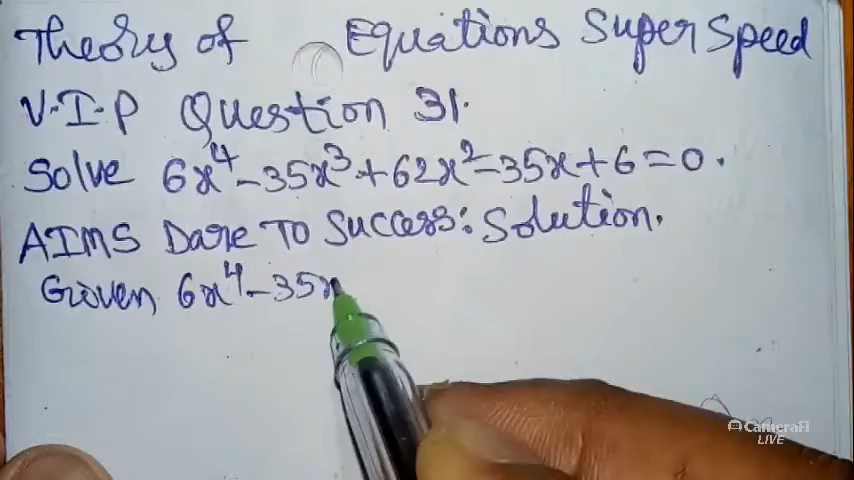 Theory of Equations Super Speed
V.I.P Question 31.
Solve 6x⁴-35x³+62x²-35x+6=0.
AIMS Dare To Success: Solution.
Given 6x⁴-35x
CameraFi
LIVE